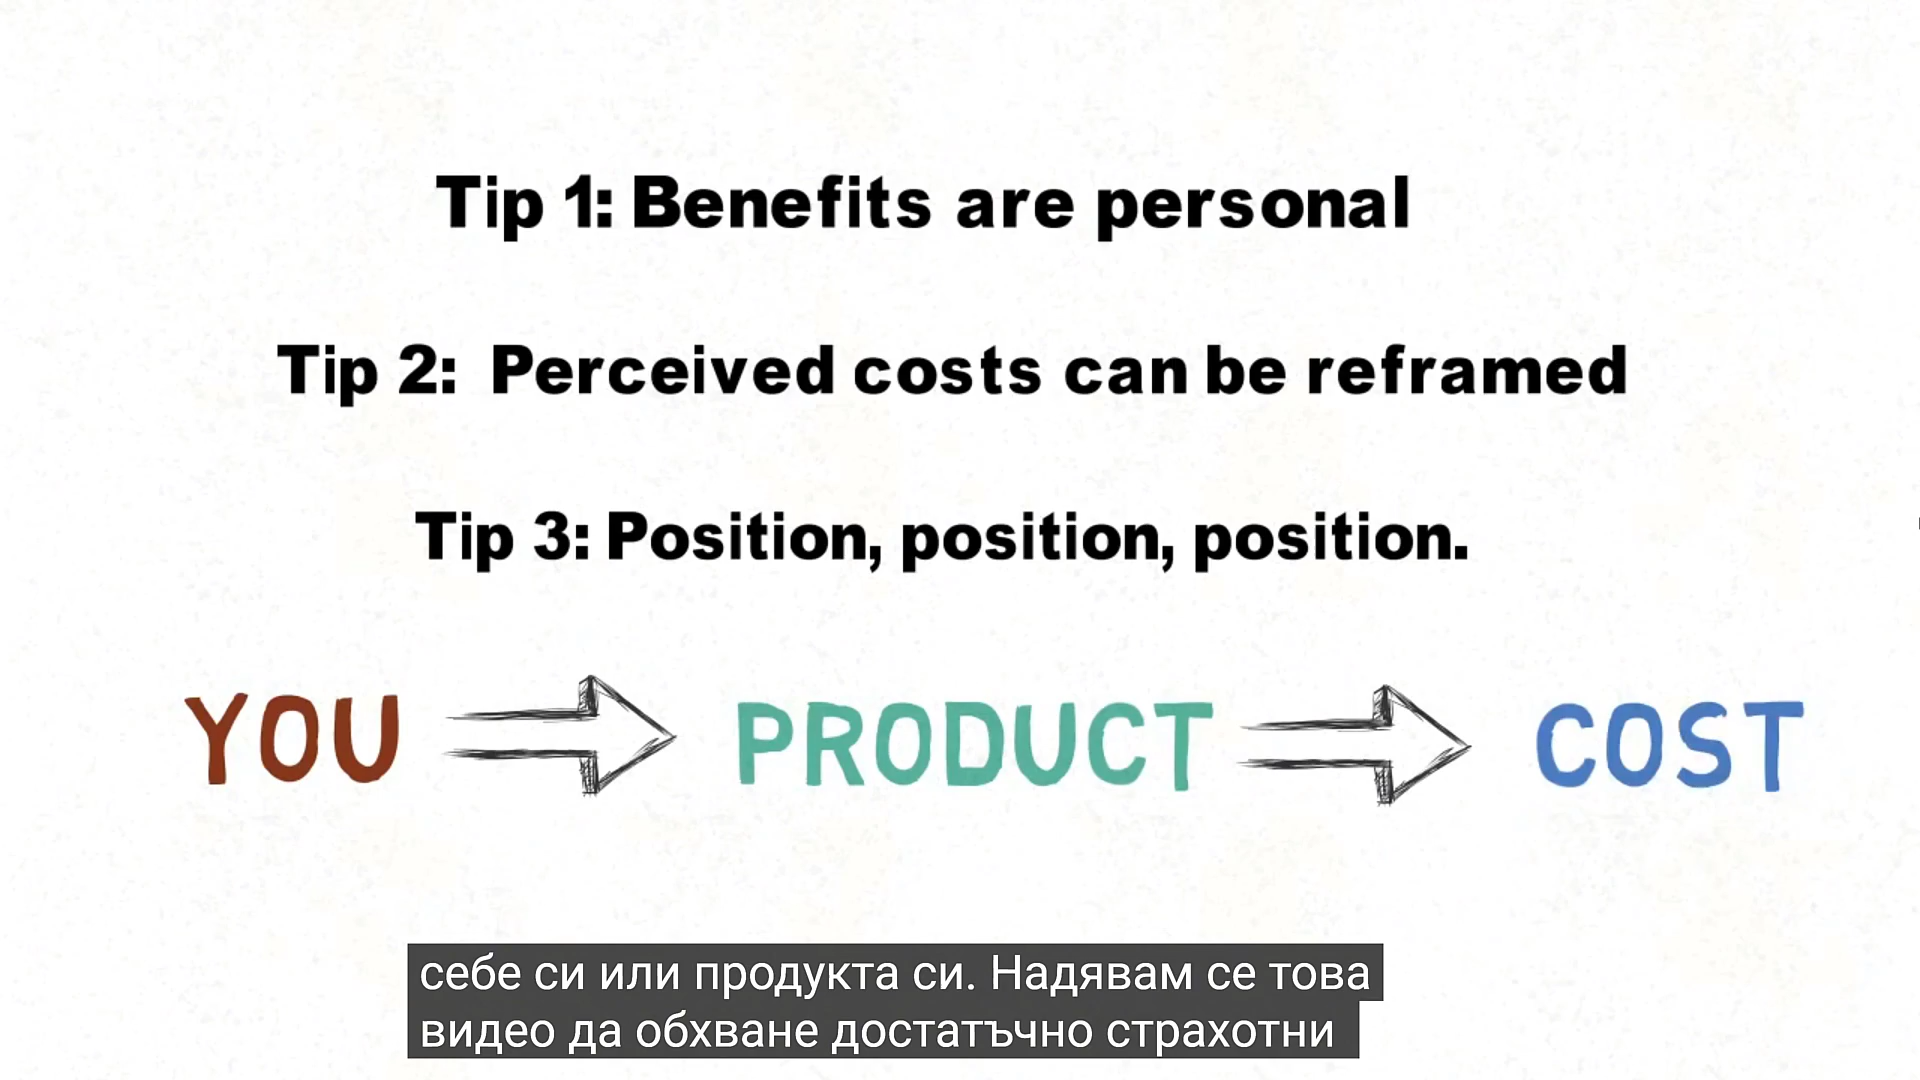 Tip 1: Benefits are personal
Tip 2: Perceived costs can be reframed
Tip 3: Position, position, position.
YOU PRODUCT COST
себе си или продукта си. Надявам се това
видео да обхване достатъчно страхотни